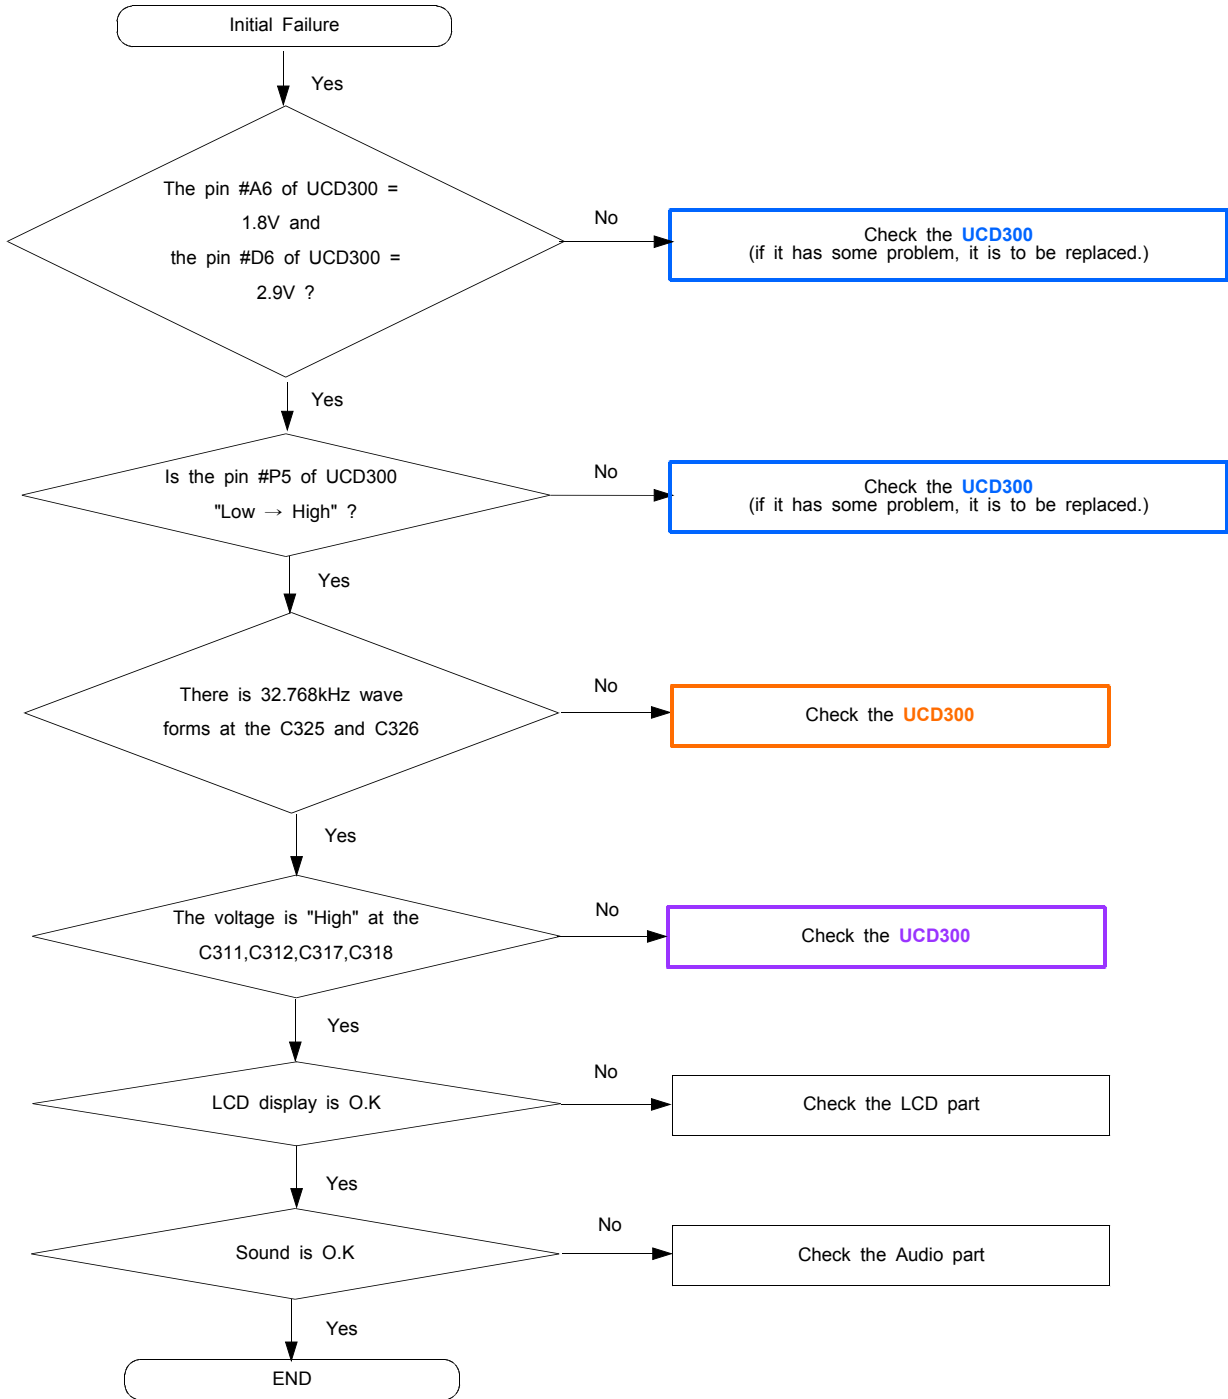 Initial Failure
Yes
The pin #A6 of UCD300 =
1.8V and
the pin #D6 of UCD300 =
2.9V ?
No
Check the UCD300
(if it has some problem, it is to be replaced.)
Yes
Is the pin #P5 of UCD300
"Low → High" ?
No
Check the UCD300
(if it has some problem, it is to be replaced.)
Yes
There is 32.768kHz wave
forms at the C325 and C326
No
Check the UCD300
Yes
The voltage is "High" at the
C311,C312,C317,C318
No
Check the UCD300
Yes
LCD display is O.K
No
Check the LCD part
Yes
Sound is O.K
No
Check the Audio part
Yes
END